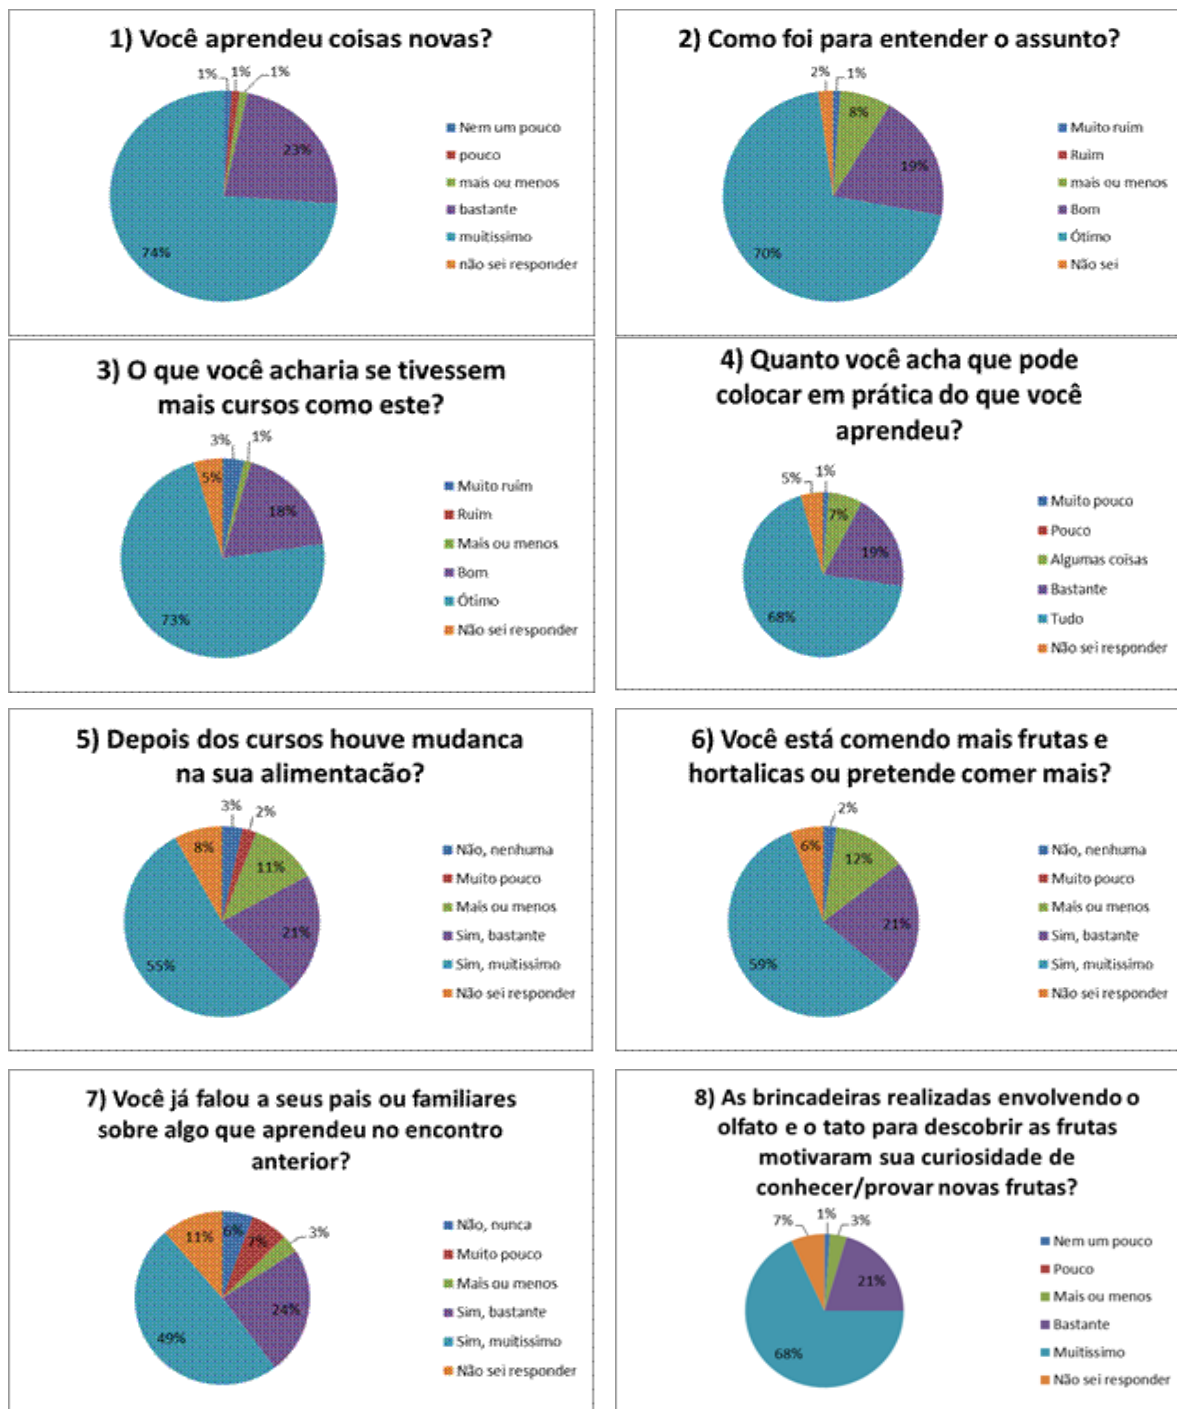 1) Você aprendeu coisas novas?
1%
1%
1%
23%
74%
Nem um pouco
pouco
mais ou menos
bastante
muitissimo
não sei responder
2) Como foi para entender o assunto?
2%
1%
8%
19%
70%
Muito ruim
Ruim
mais ou menos
Bom
Ótimo
Não sei
3) O que você acharia se tivessem
mais cursos como este?
3%
1%
5%
18%
73%
Muito ruim
Ruim
Mais ou menos
Bom
Ótimo
Não sei responder
4) Quanto você acha que pode
colocar em prática do que você
aprendeu?
5%
1%
7%
19%
68%
Muito pouco
Pouco
Algumas coisas
Bastante
Tudo
Não sei responder
5) Depois dos cursos houve mudanca
na sua alimentacão?
3%
2%
8%
11%
21%
55%
Não, nenhuma
Muito pouco
Mais ou menos
Sim, bastante
Sim, muitissimo
Não sei responder
6) Você está comendo mais frutas e
hortalicas ou pretende comer mais?
2%
6%
12%
21%
59%
Não, nenhuma
Muito pouco
Mais ou menos
Sim, bastante
Sim, muitissimo
Não sei responder
7) Você já falou a seus pais ou familiares
sobre algo que aprendeu no encontro
anterior?
11%
6%
7%
3%
24%
49%
Não, nunca
Muito pouco
Mais ou menos
Sim, bastante
Sim, muitissimo
Não sei responder
8) As brincadeiras realizadas envolvendo o
olfato e o tato para descobrir as frutas
motivaram sua curiosidade de
conhecer/provar novas frutas?
7%
1%
3%
21%
68%
Nem um pouco
Pouco
Mais ou menos
Bastante
Muitissimo
Não sei responder